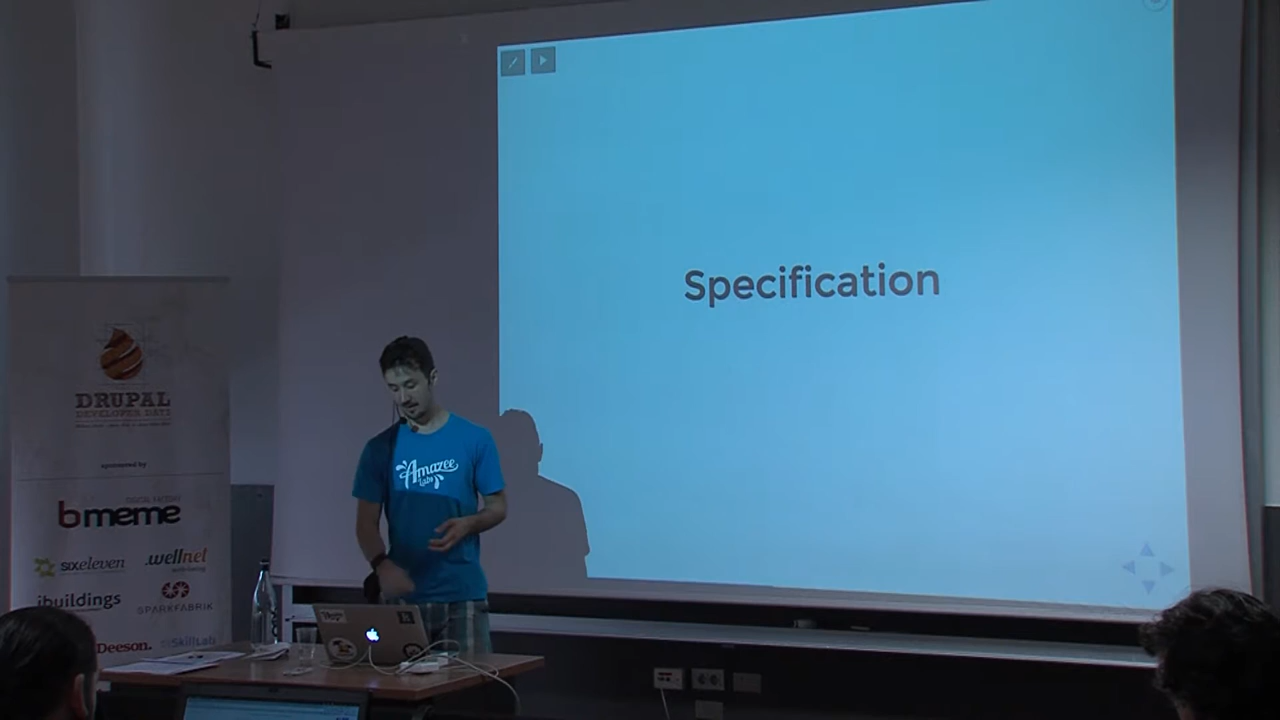 Specification
Amazee
Labs
DRUPAL
DEVELOPER DAYS
sponsored by
bmeme
sixeleven
.wellnet
ibuildings
SPARKFABRIK
Deeson.
SkillLab